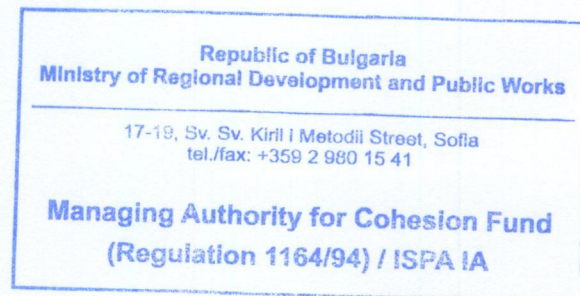 Republic of Bulgaria
Ministry of Regional Development and Public Works
17-19, Sv. Sv. Kiril i Metodii Street, Sofia
tel./fax: +359 2 980 15 41
Managing Authority for Cohesion Fund
(Regulation 1164/94) / ISPA IA